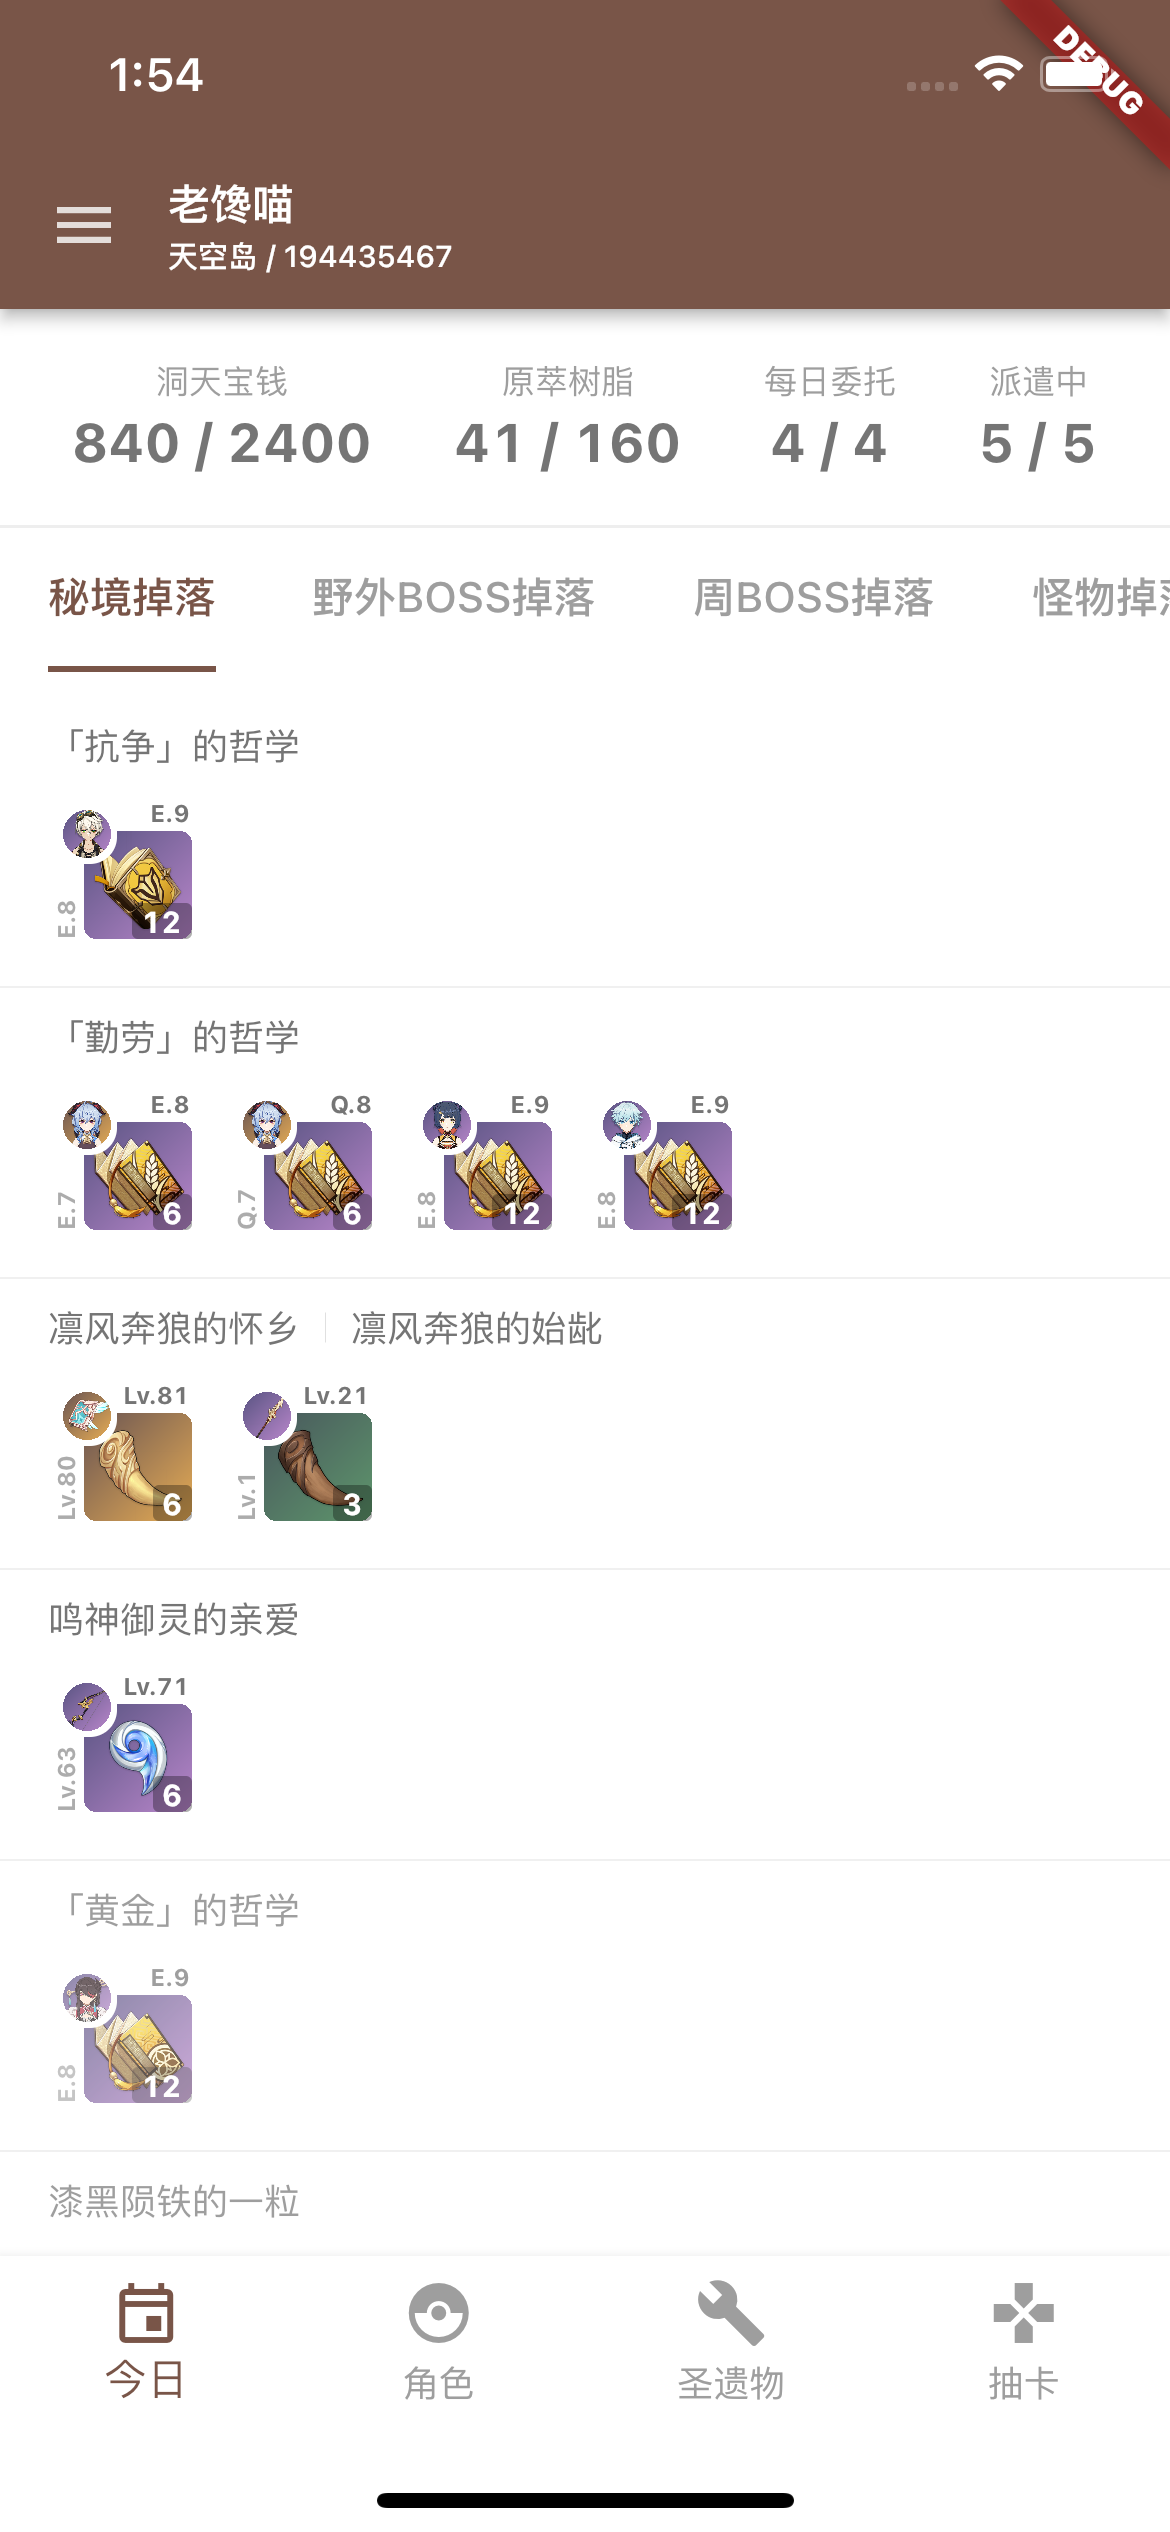 1:54
DEBUG
老馋喵
天空岛 / 194435467
洞天宝钱 原萃树脂 每日委托 派遣中
840 / 2400 41 / 160 4 / 4 5 / 5
秘境掉落 野外BOSS掉落 周BOSS掉落 怪物掉落
「抗争」的哲学
E.9
E.8
12
「勤劳」的哲学
E.8 Q.8 E.9 E.9
E.7 Q.7 E.8 E.8
6 6 12 12
凛风奔狼的怀乡 凛风奔狼的始龀
Lv.81 Lv.21
Lv.80 Lv.1
6 3
鸣神御灵的亲爱
Lv.71
Lv.63
6
「黄金」的哲学
E.9
E.8
12
漆黑陨铁的一粒
今日 角色 圣遗物 抽卡